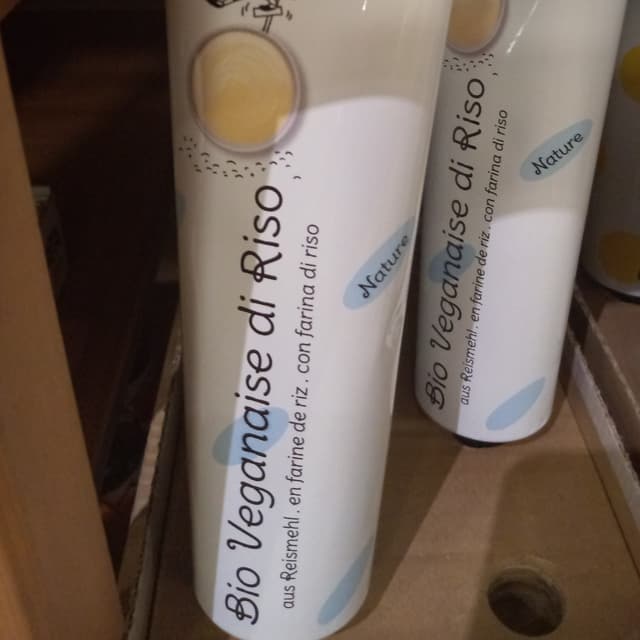 Bio Veganaise di Riso
aus Reismehl. en farine de riz. con farina di riso
Nature
Bio Veganaise di Riso
aus Reismehl. en farine de riz. con farina di riso
Nature